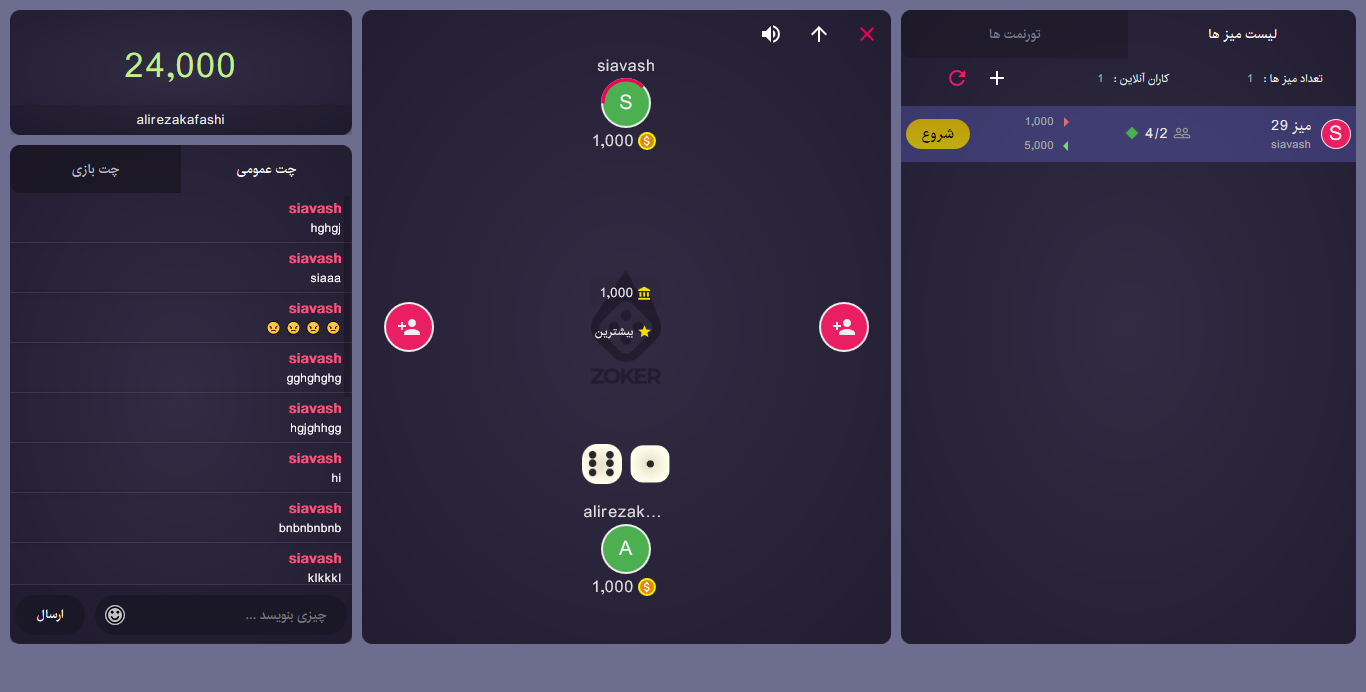 24,000
alirezakafashi
چت عمومی
چت بازی
siavash
hghgj
siavash
siaaa
siavash
siavash
gghghghg
siavash
hgjghhgg
siavash
hi
siavash
bnbnbnbnb
siavash
klkkkl
چیزی بنویسد ...
ارسال
siavash
S
1,000
1,000
بیشترین
ZOKER
alirezak...
A
1,000
لیست میز ها
تورنمت ها
تعداد میز ها : 1
کاران آنلاین : 1
S
میز 29
siavash
4/2
1,000
5,000
شروع